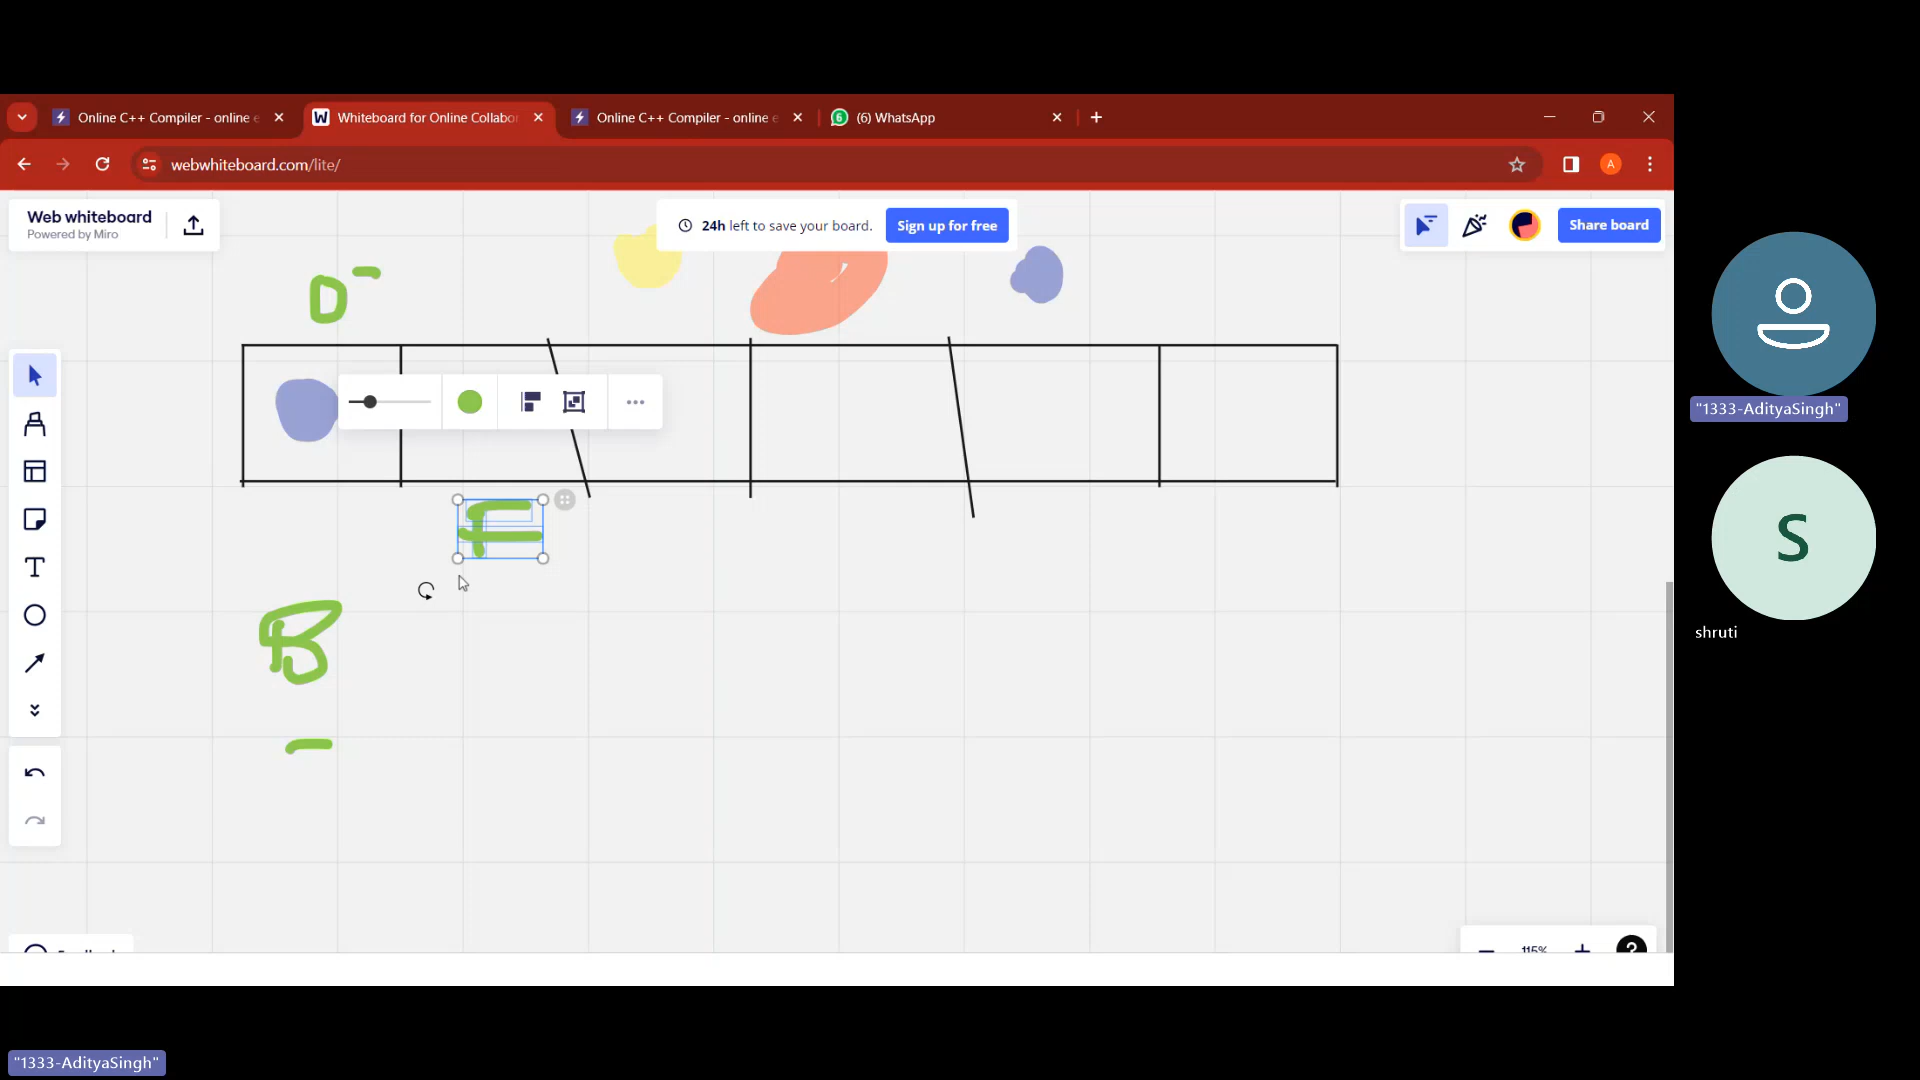 Online C++ Compiler - online e
Whiteboard for Online Collabor
Online C++ Compiler - online e
(6) WhatsApp
webwhiteboard.com/lite/
A
Web whiteboard
Powered by Miro
24h left to save your board.
Sign up for free
Share board
D
F
B
115%
"1333-AdityaSingh"
S
shruti
"1333-AdityaSingh"